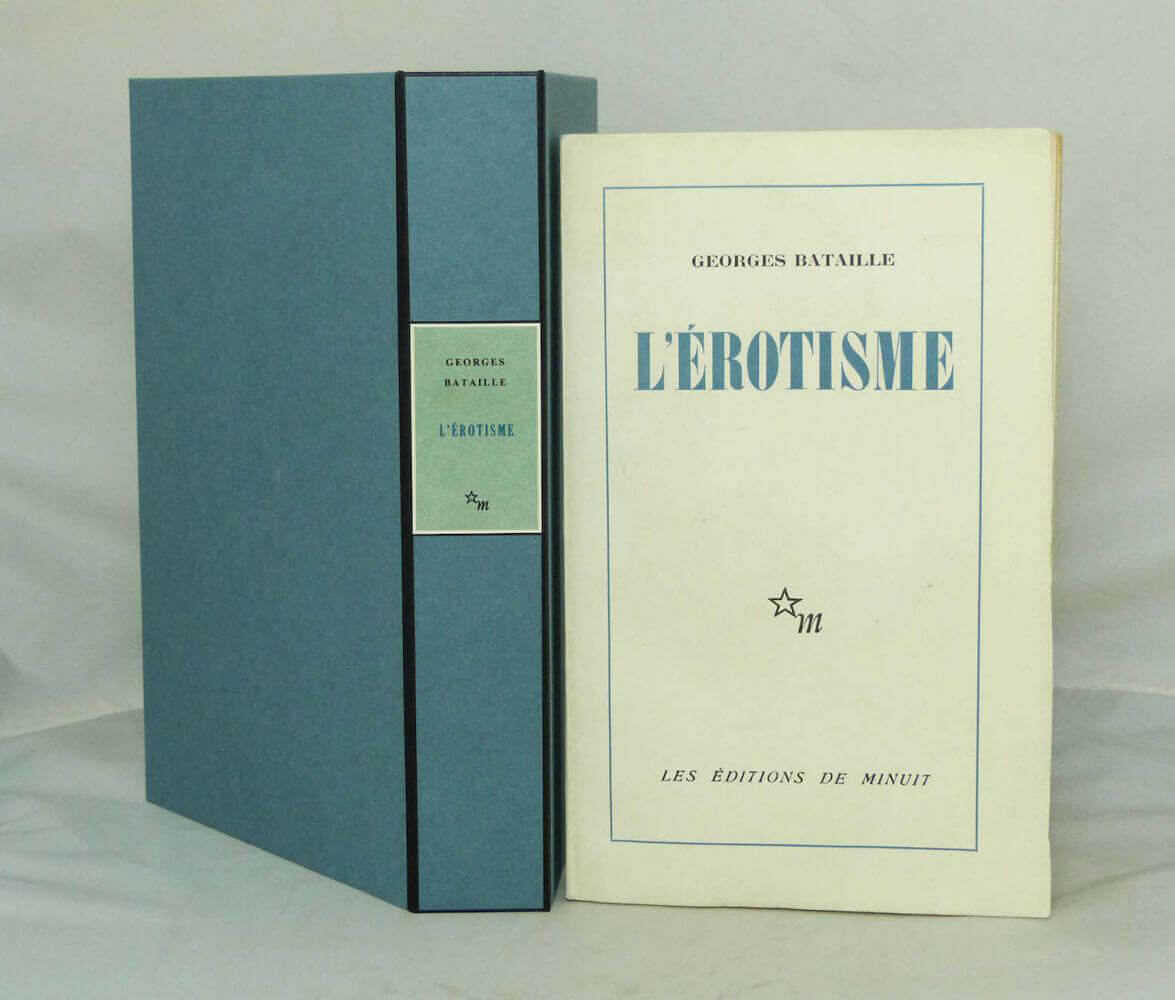 GEORGES
BATAILLE
L'ÉROTISME
m
GEORGES BATAILLE
L'ÉROTISME
m
LES ÉDITIONS DE MINUIT